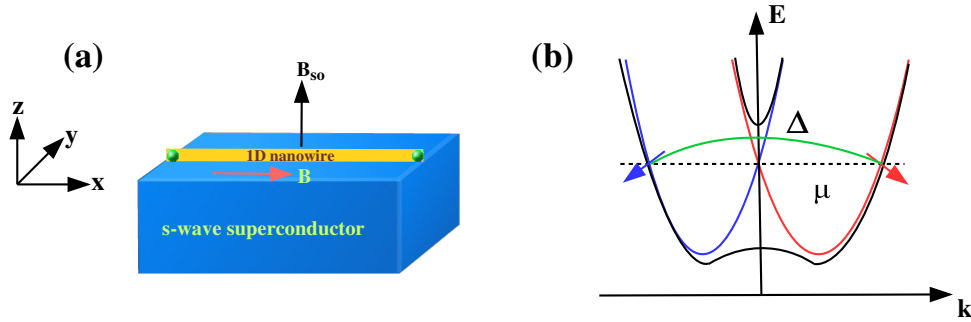 (a)
z
y
x
B_so
1D nanowire
B
s-wave superconductor
(b)
E
Δ
μ
k